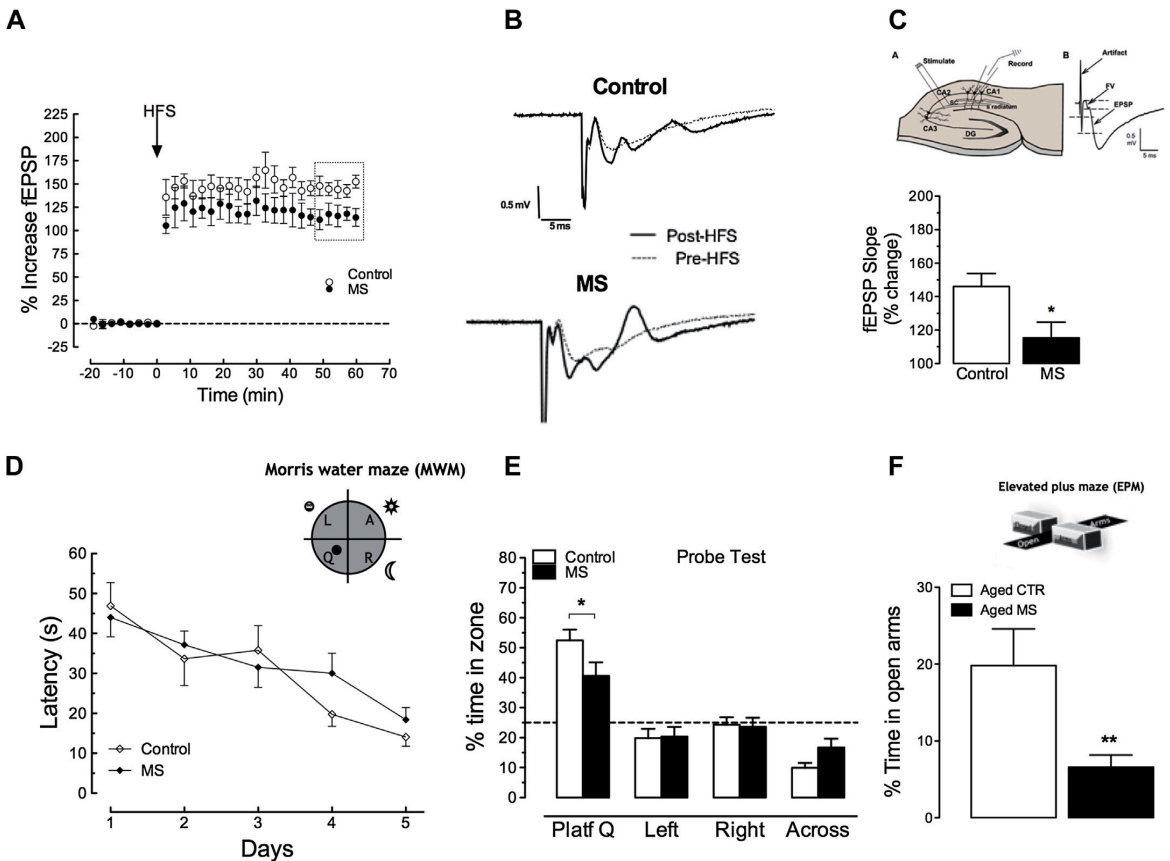 A
HFS
% Increase fEPSP
225
200
175
150
125
100
75
50
25
0
-25
Control
MS
-20 -10 0 10 20 30 40 50 60 70
Time (min)
B
Control
0.5 mV
5 ms
Post-HFS
Pre-HFS
MS
C
A
Stimulate
Record
CA2
CA1
SC
s radiatum
CA3
DG
B
Artifact
FV
EPSP
0.5
mV
5 ms
fEPSP Slope
(% change)
200
180
160
140
120
100
*
Control MS
D
Morris water maze (MWM)
L A
Q R
Latency (s)
60
50
40
30
20
10
0
Control
MS
1 2 3 4 5
Days
E
Control
MS
Probe Test
% time in zone
80
70
60
50
40
30
20
10
0
*
Platf Q Left Right Across
F
Elevated plus maze (EPM)
Open
Arms
Aged CTR
Aged MS
% Time in open arms
30
20
10
0
**